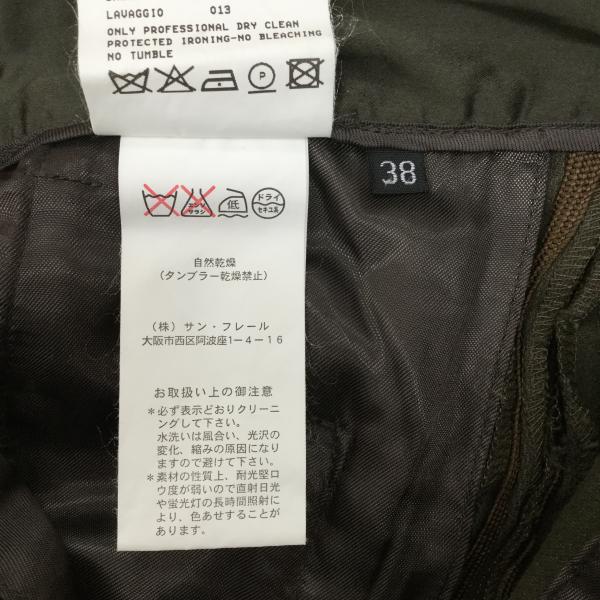 LAVAGGIO 013
ONLY PROFESSIONAL DRY CLEAN
PROTECTED IRONING-NO BLEACHING
NO TUMBLE
P
38
エンソ
サラシ
低
ドライ
セキユ系
自然乾燥
(タンブラー乾燥禁止)
(株)サン・フレール
大阪市西区阿波座1-4-16
お取扱い上の御注意
*必ず表示どおりクリーニ
ングして下さい。
水洗いは風合い、光沢の
変化、縮みの原因になり
ますので避けて下さい。
*素材の性質上、耐光堅ロ
ウ度が弱いので直射日光
や蛍光灯の長時間照射に
より、色あせすることが
あります。